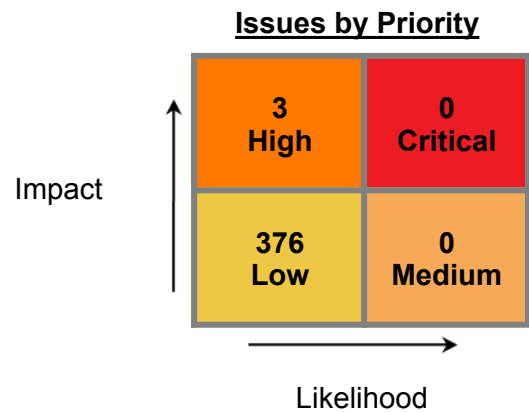 Issues by Priority
3
High
0
Critical
Impact
376
Low
0
Medium
Likelihood